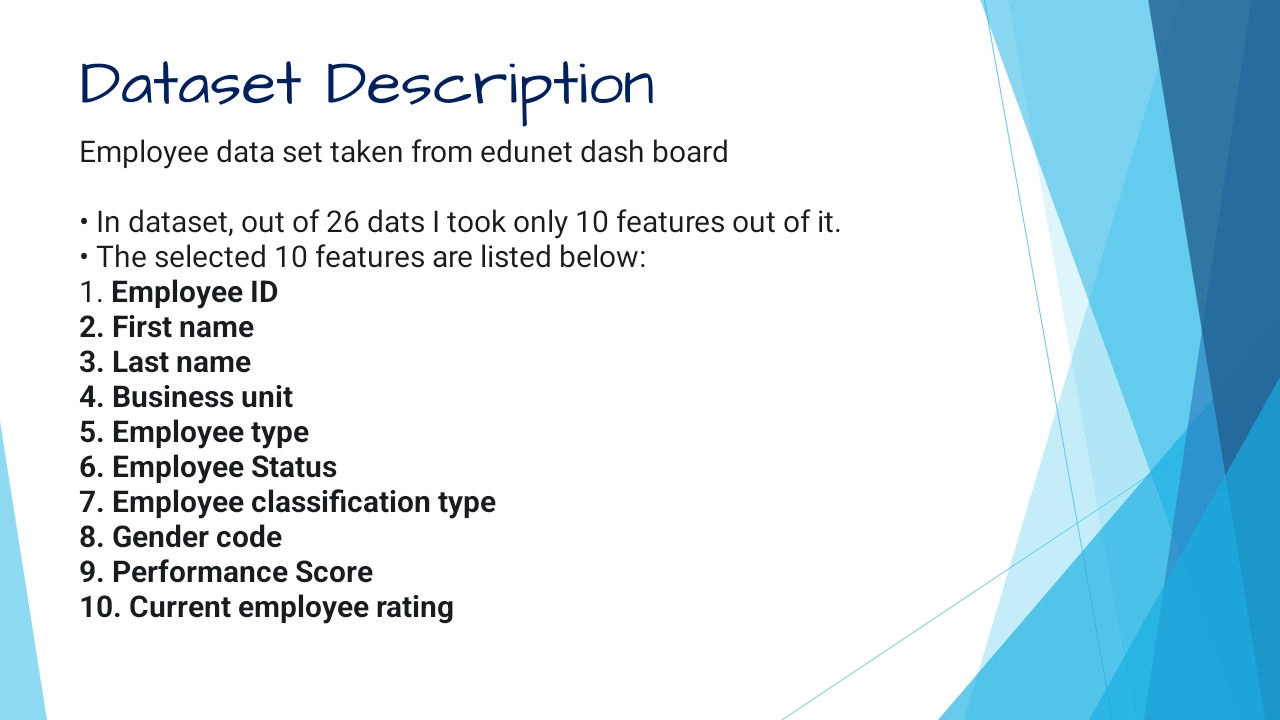 Dataset Description
Employee data set taken from edunet dash board
• In dataset, out of 26 dats I took only 10 features out of it.
• The selected 10 features are listed below:
1. Employee ID
2. First name
3. Last name
4. Business unit
5. Employee type
6. Employee Status
7. Employee classification type
8. Gender code
9. Performance Score
10. Current employee rating